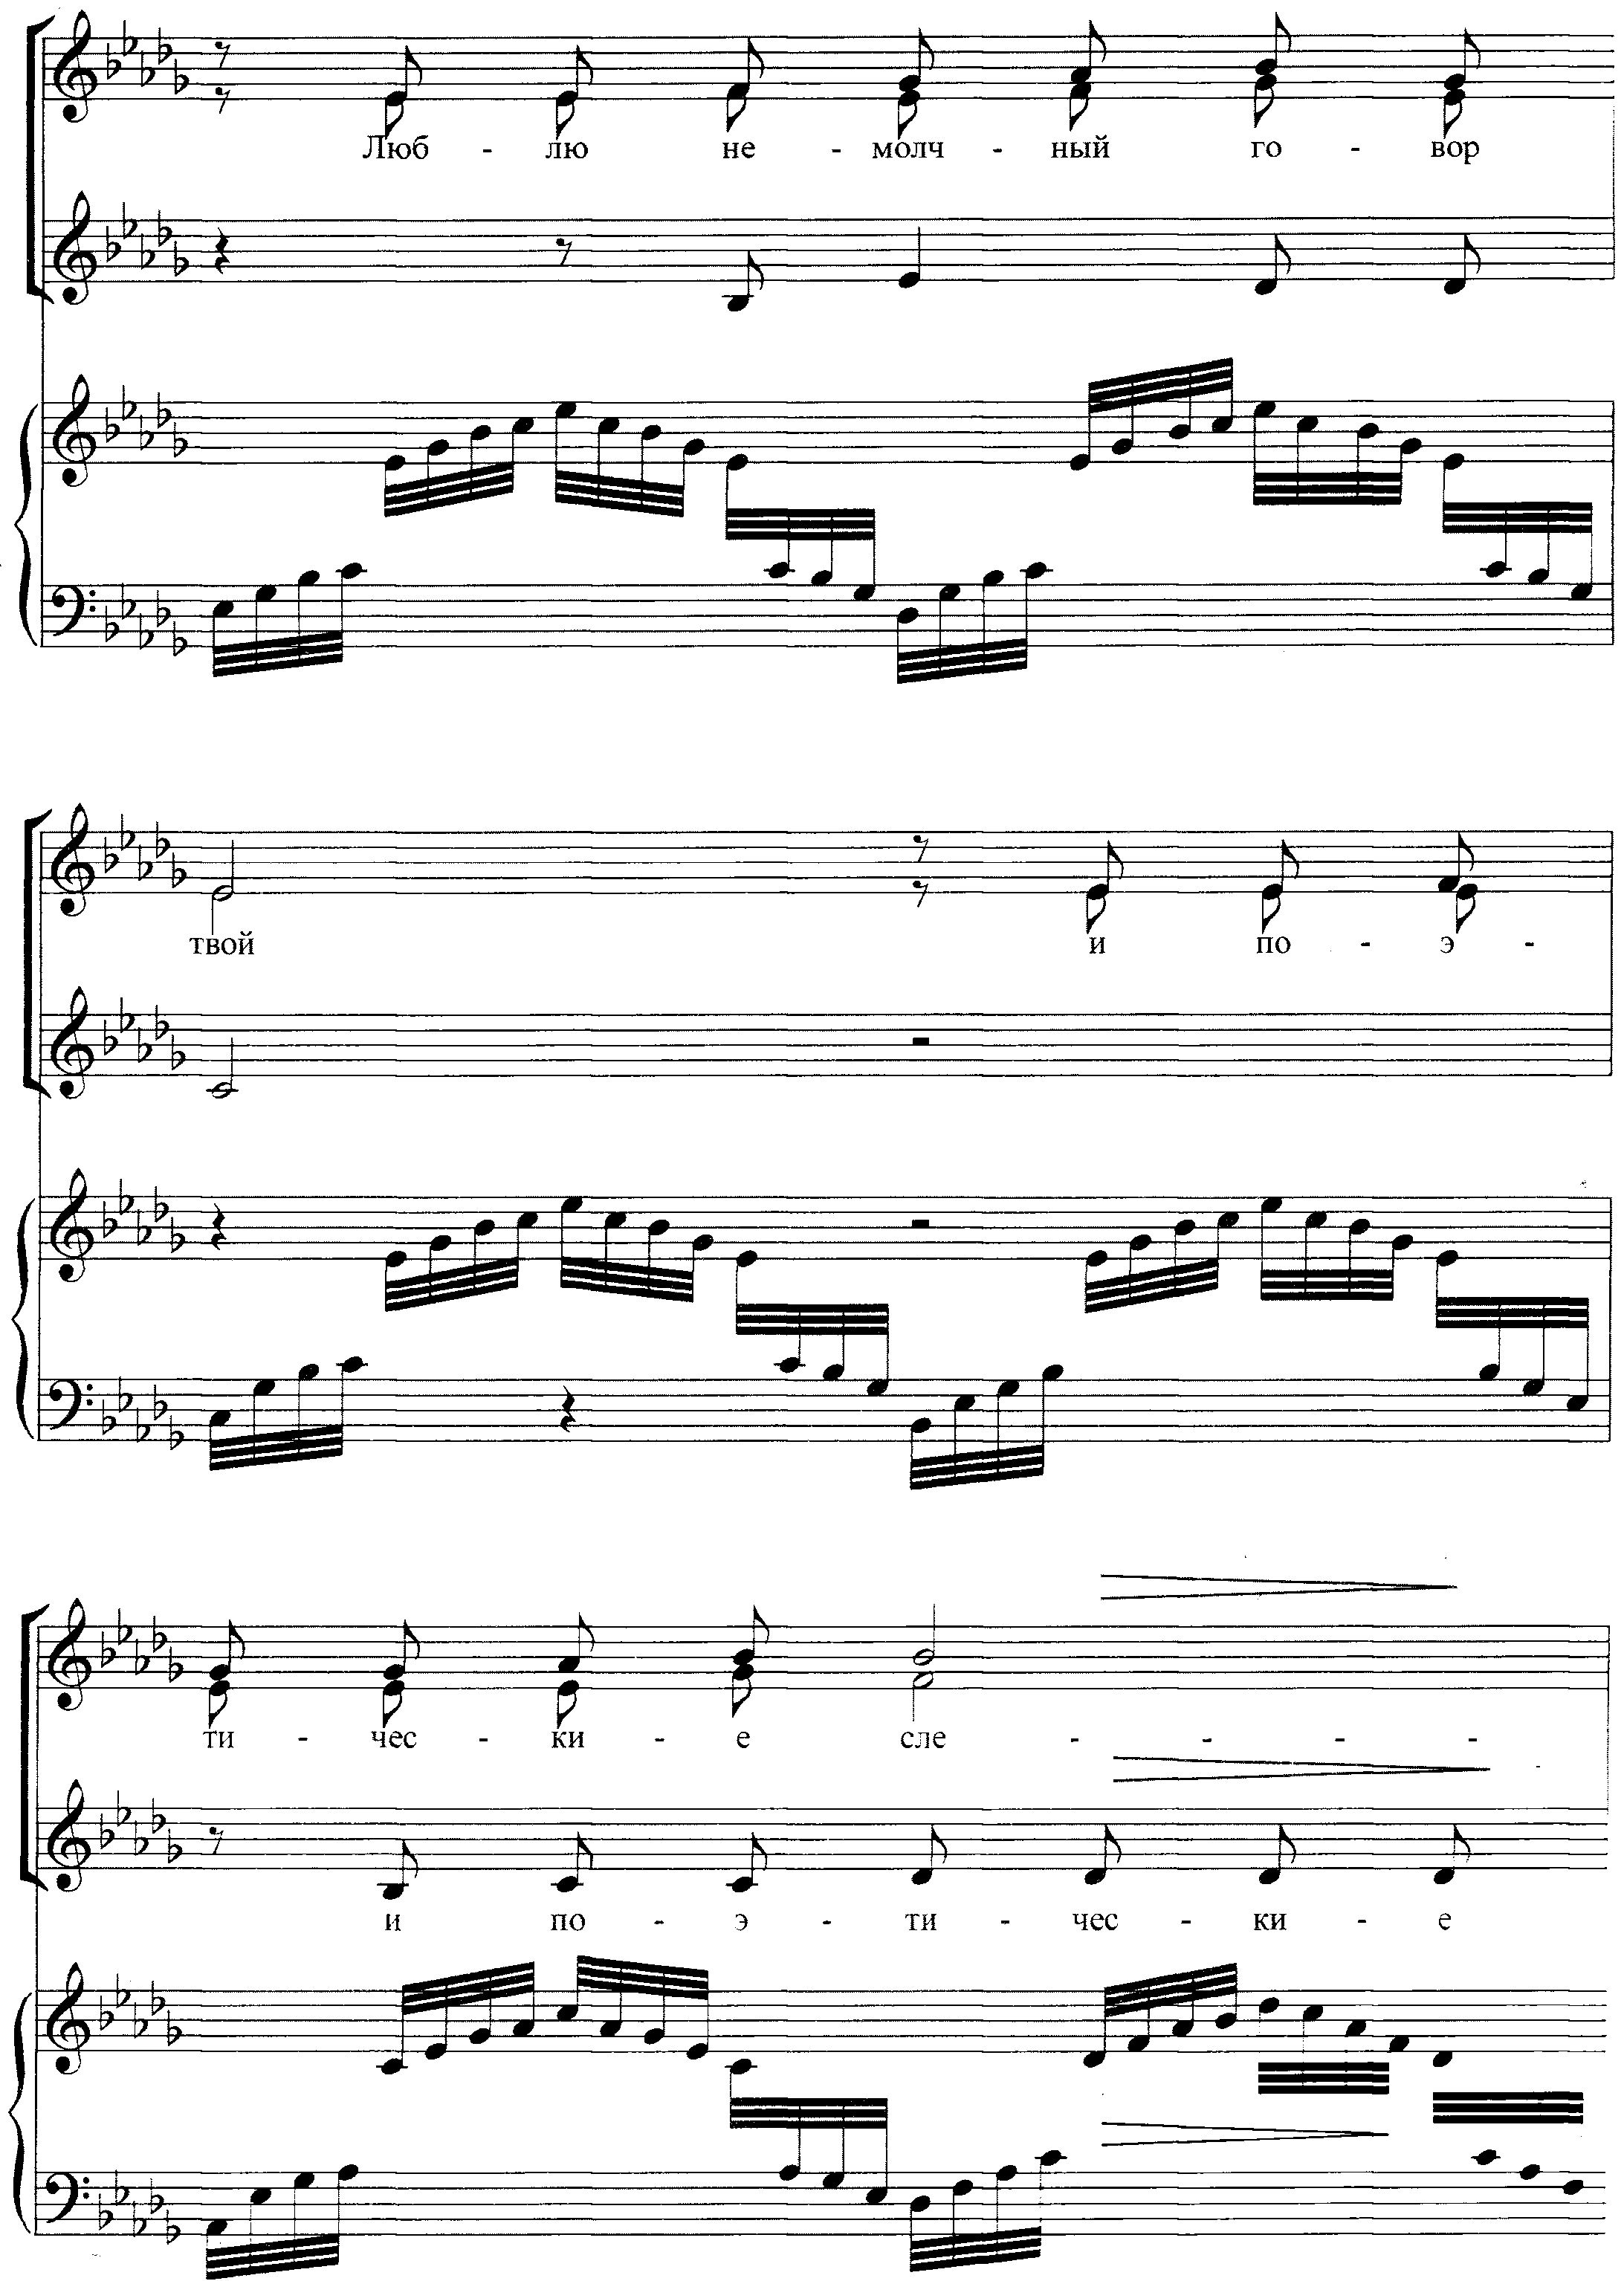 Люб - лю не - молч - ный го - вор
твой и по - э -
ти - чес - ки - е сле - - - -
и по - э - ти - чес - ки - е